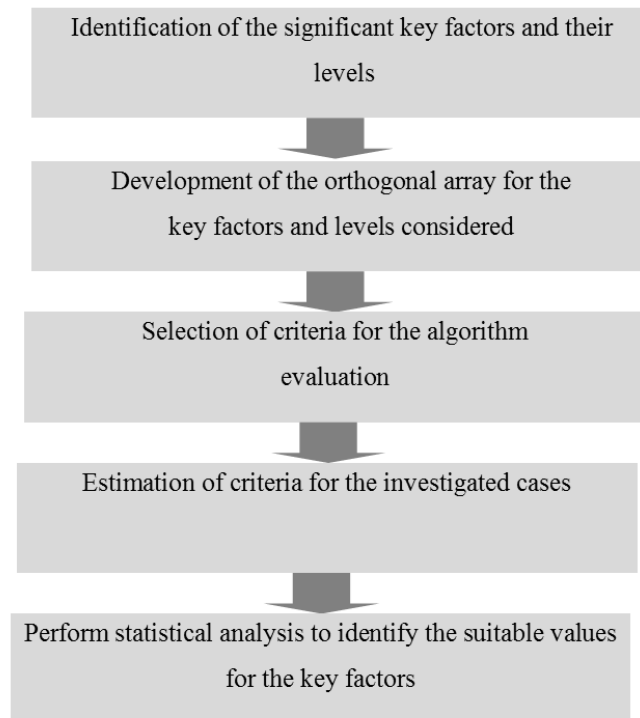 Identification of the significant key factors and their
levels
Development of the orthogonal array for the
key factors and levels considered
Selection of criteria for the algorithm
evaluation
Estimation of criteria for the investigated cases
Perform statistical analysis to identify the suitable values
for the key factors